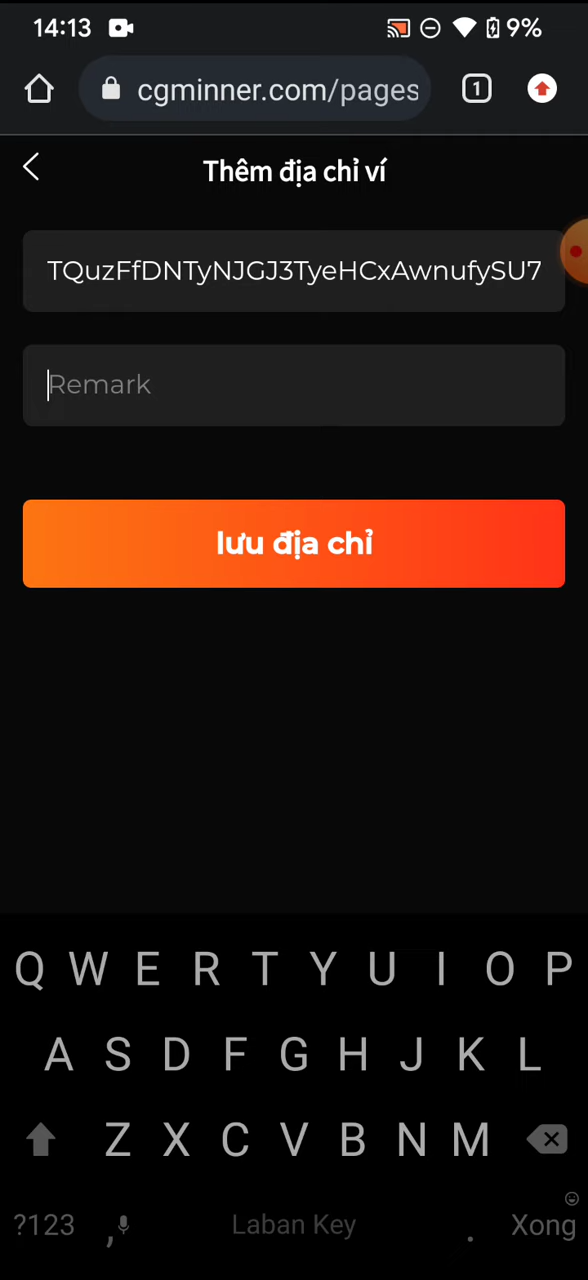 14:13 9%
cgminner.com/pages 1
Thêm địa chỉ ví
TQuzFfDNTyNJGJ3TyeHCxAwnufySU7
Remark
lưu địa chỉ
Q W E R T Y U I O P
A S D F G H J K L
Z X C V B N M
?123 , Laban Key . Xong